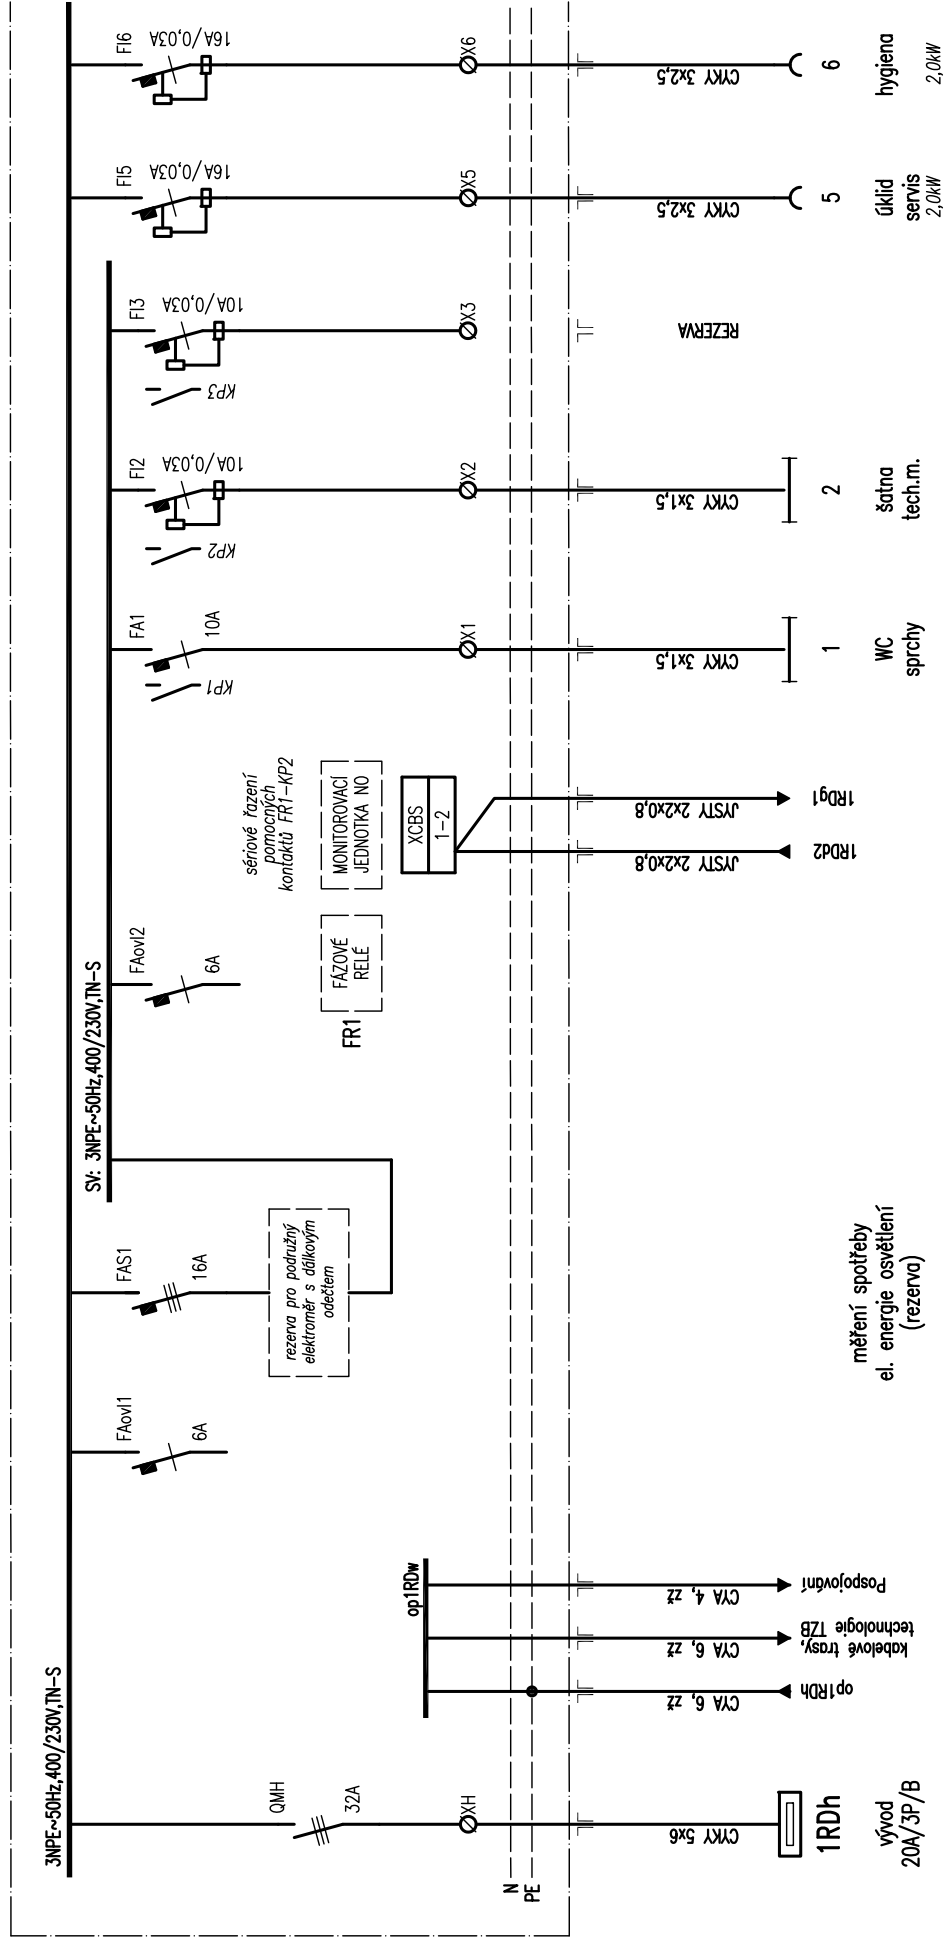 3NPE~50Hz,400/230V,TN-S
QMH
32A
XH
N
PE
CYKY 5x6
1RDh
vývod
20A/3P/B
op1RDw
CYA 6, zž
op1RDh
CYA 6, zž
kabelové trasy,
technologie TZB
CYA 4, zž
Pospojování
FAovl1
6A
FAS1
16A
rezerva pro podružný
elektroměr s dálkovým
odečtem
měření spotřeby
el. energie osvětlení
(rezerva)
SV: 3NPE~50Hz,400/230V,TN-S
FAovl2
6A
FR1
FÁZOVÉ
RELÉ
sériové řazení
pomocných
kontaktů FR1-KP2
MONITOROVACÍ
JEDNOTKA NO
XCBS
1-2
JYSTY 2x2x0,8
1RDd2
JYSTY 2x2x0,8
1RDg1
FA1
10A
KP1
X1
CYKY 3x1,5
1
WC
sprchy
FI2
10A/0,03A
KP2
X2
CYKY 3x1,5
2
šatna
tech.m.
FI3
10A/0,03A
KP3
X3
REZERVA
FI5
16A/0,03A
X5
CYKY 3x2,5
5
úklid
servis
2,0kW
FI6
16A/0,03A
X6
CYKY 3x2,5
6
hygiena
2,0kW